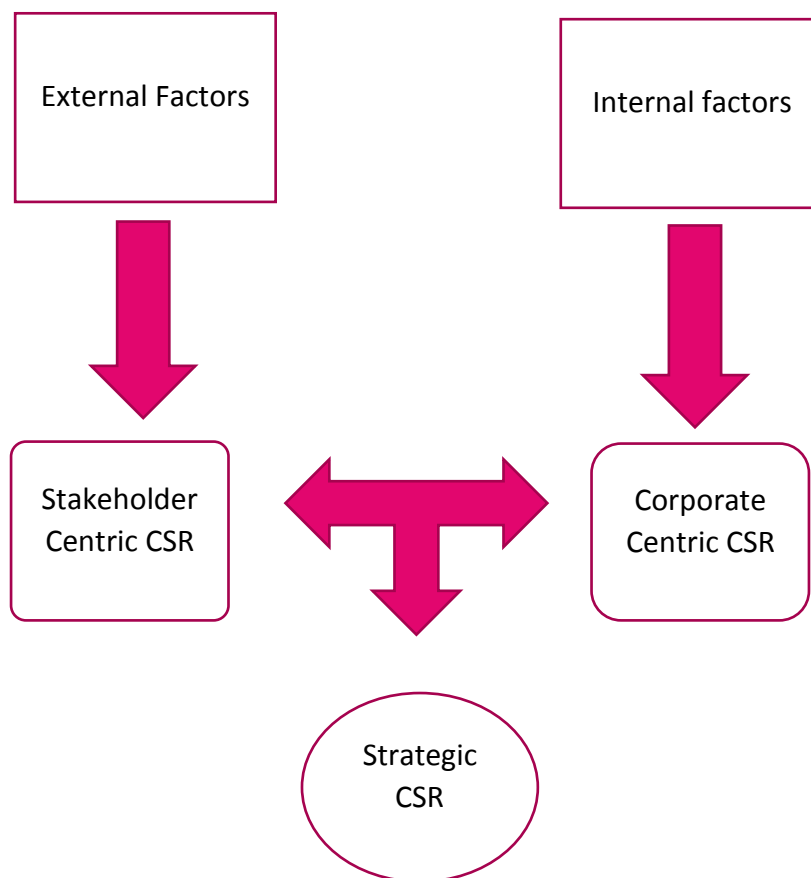 External Factors
Internal factors
Stakeholder
Centric CSR
Corporate
Centric CSR
Strategic
CSR